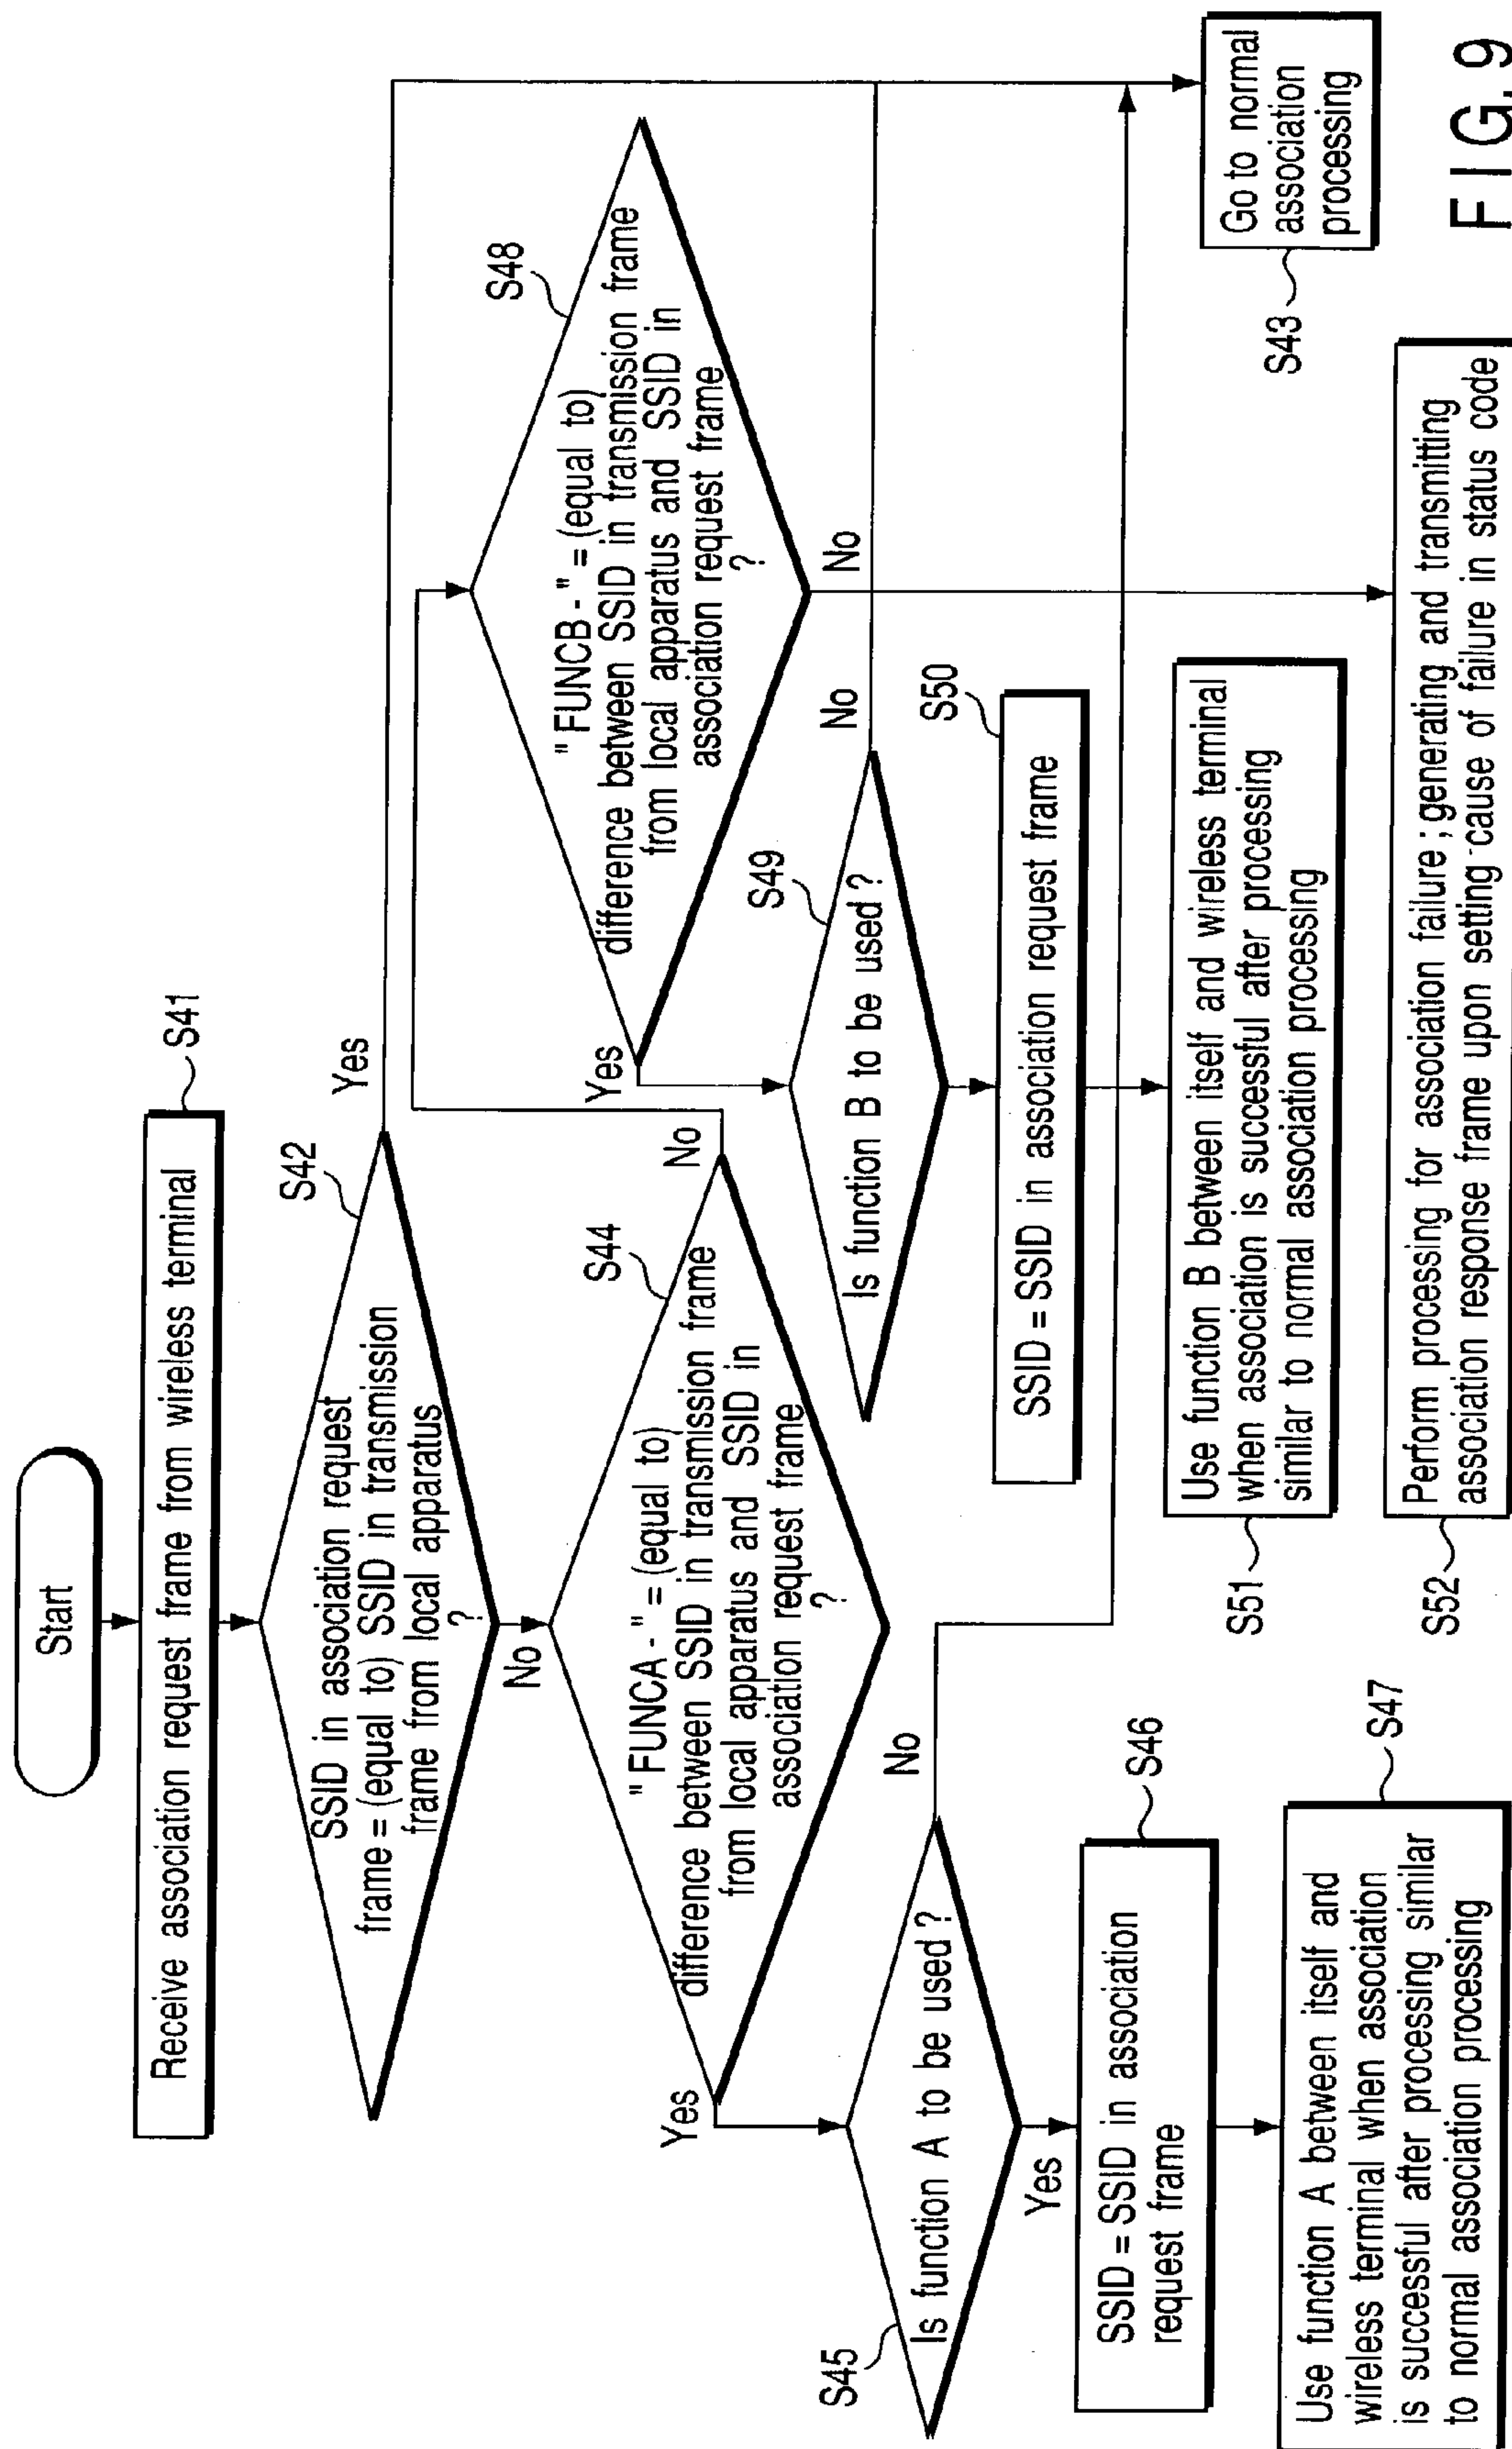 Start
Receive association request frame from wireless terminal
S41
S42
SSID in association request
frame = (equal to) SSID in transmission
frame from local apparatus
?
Yes
No
S44
"FUNCA-" = (equal to)
difference between SSID in transmission frame
from local apparatus and SSID in
association request frame
?
Yes
No
S48
"FUNCB-" = (equal to)
difference between SSID in transmission frame
from local apparatus and SSID in
association request frame
?
Yes
No
S45
Is function A to be used ?
No
Yes
S46
SSID = SSID in association
request frame
S47
Use function A between itself and
wireless terminal when association
is successful after processing similar
to normal association processing
S49
Is function B to be used ?
No
S50
SSID = SSID in association request frame
S51
Use function B between itself and wireless terminal
when association is successful after processing
similar to normal association processing
S43
Go to normal
association
processing
S52
Perform processing for association failure ; generating and transmitting
association response frame upon setting cause of failure in status code
FIG. 9